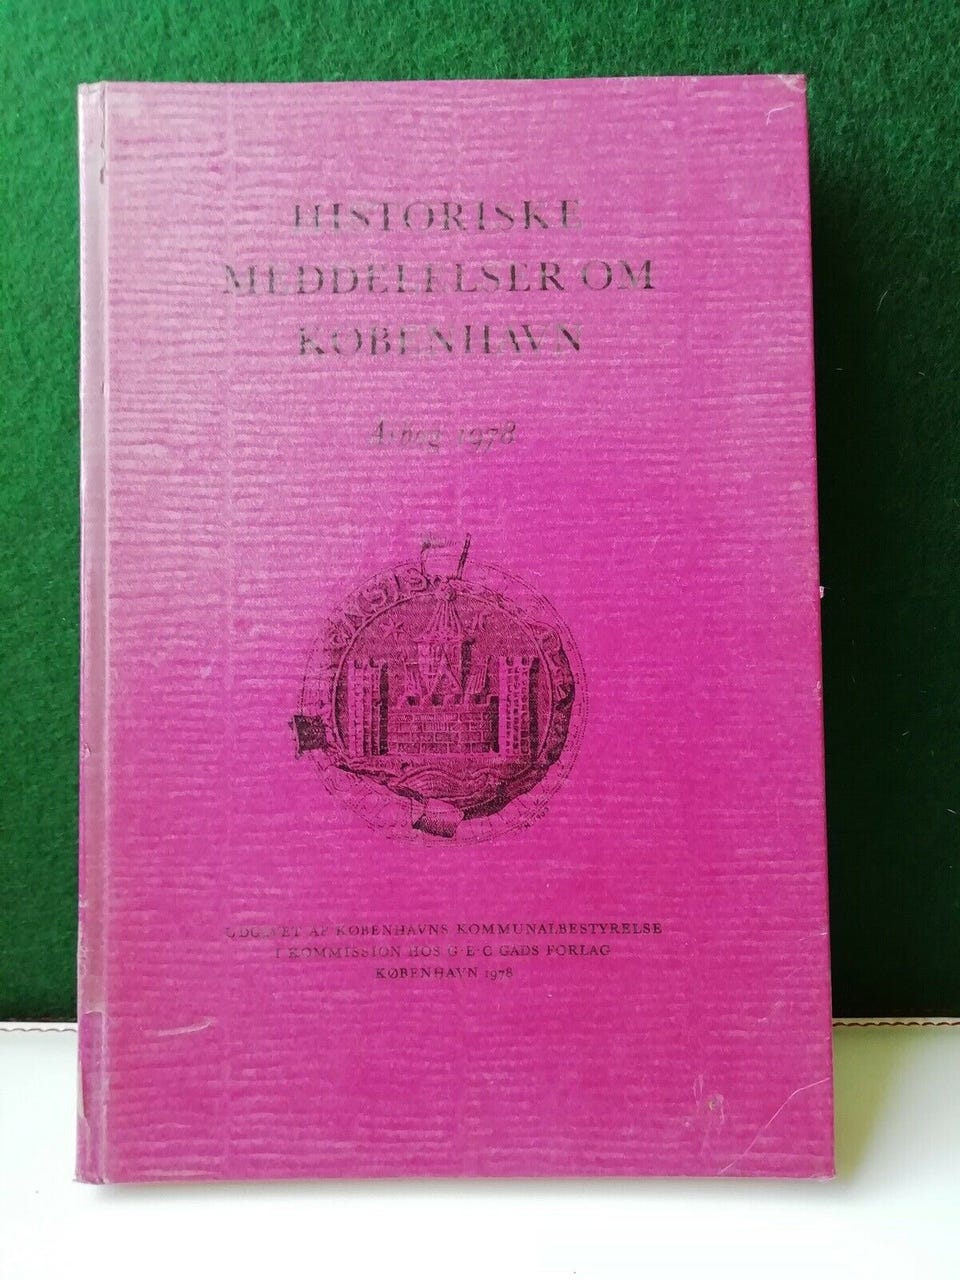 HISTORISKE
MEDDELELSER OM
KØBENHAVN
Årbog 1978
UDGIVET AF KØBENHAVNS KOMMUNALBESTYRELSE
I KOMMISSION HOS G·E·C GADS FORLAG
KØBENHAVN 1978